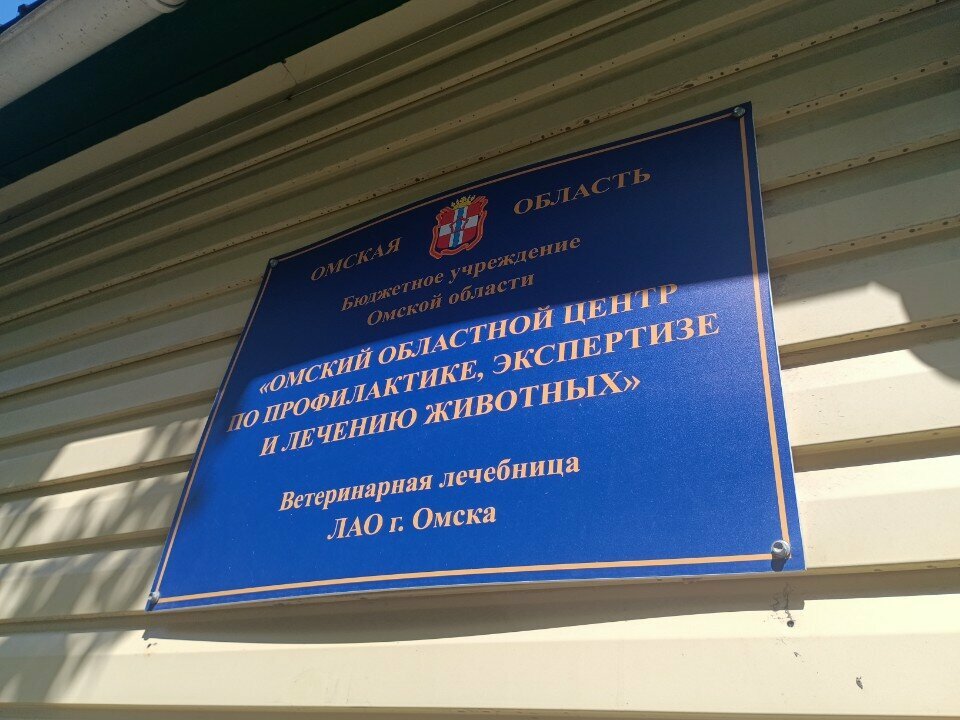 ОМСКАЯ ОБЛАСТЬ
Бюджетное учреждение
Омской области
«ОМСКИЙ ОБЛАСТНОЙ ЦЕНТР
ПО ПРОФИЛАКТИКЕ, ЭКСПЕРТИЗЕ
И ЛЕЧЕНИЮ ЖИВОТНЫХ»
Ветеринарная лечебница
ЛАО г. Омска